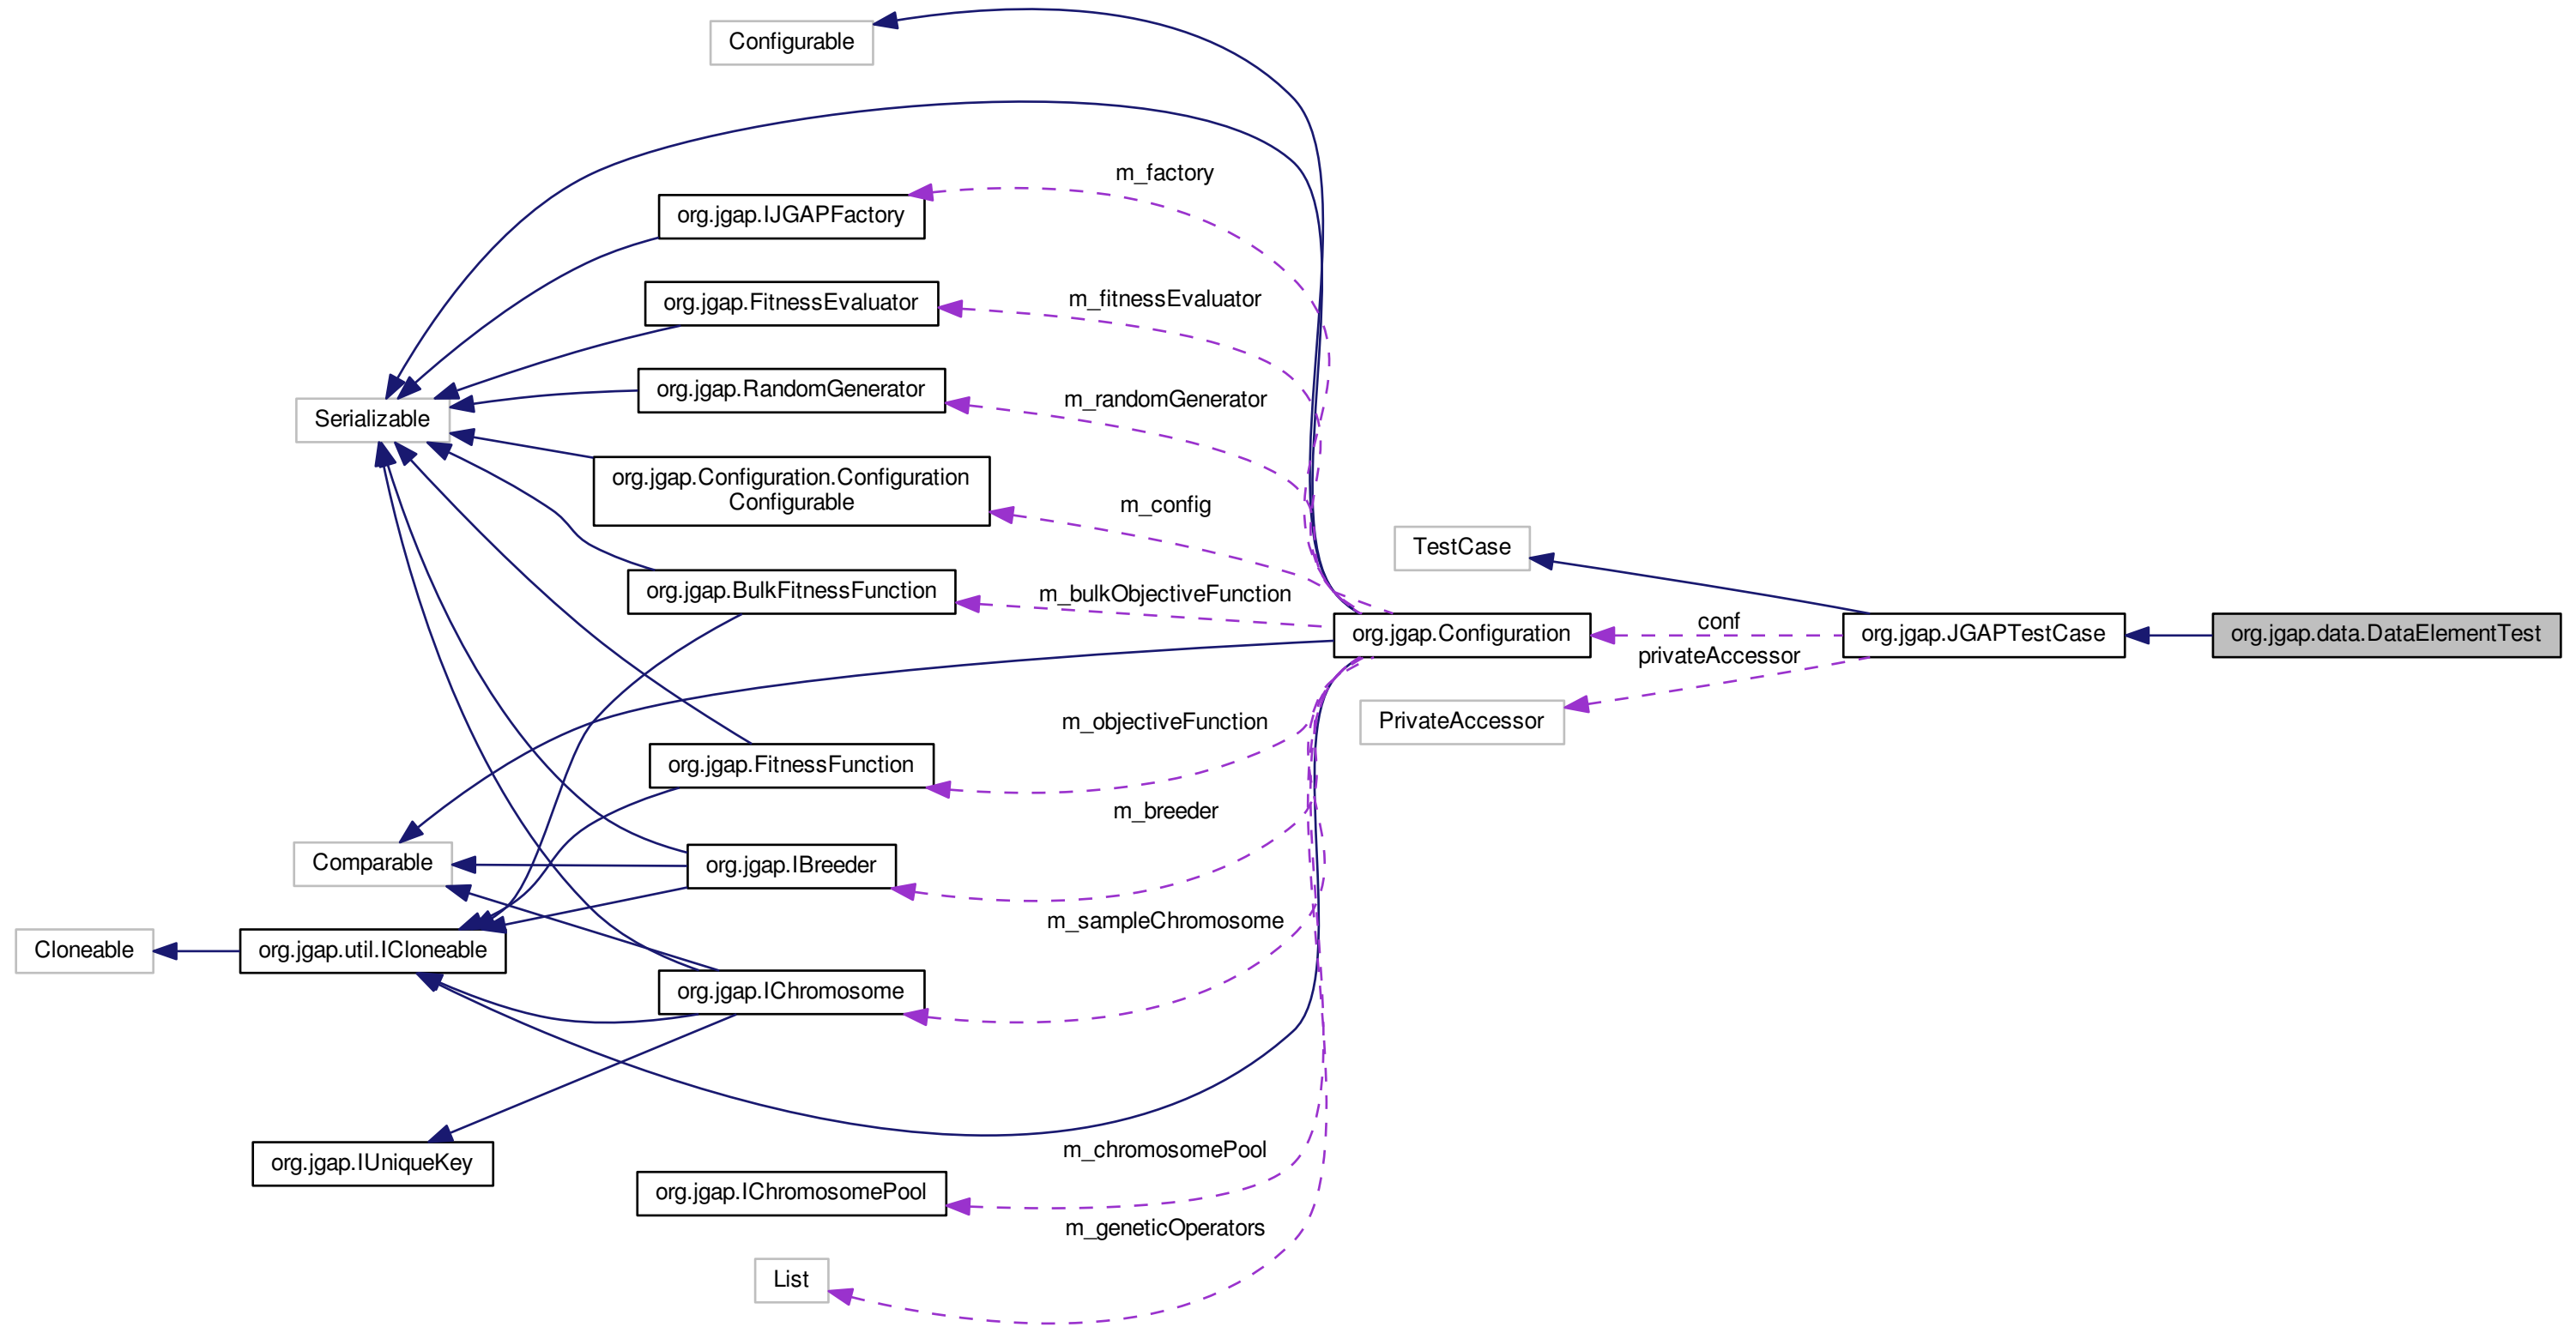 Configurable
m_factory
org.jgap.IJGAPFactory
m_fitnessEvaluator
org.jgap.FitnessEvaluator
m_randomGenerator
org.jgap.RandomGenerator
Serializable
org.jgap.Configuration.Configuration
Configurable
m_config
TestCase
org.jgap.BulkFitnessFunction
m_bulkObjectiveFunction
org.jgap.Configuration
conf
org.jgap.JGAPTestCase
org.jgap.data.DataElementTest
privateAccessor
PrivateAccessor
m_objectiveFunction
org.jgap.FitnessFunction
m_breeder
Comparable
org.jgap.IBreeder
m_sampleChromosome
Cloneable
org.jgap.util.ICloneable
org.jgap.IChromosome
m_chromosomePool
org.jgap.IUniqueKey
org.jgap.IChromosomePool
m_geneticOperators
List